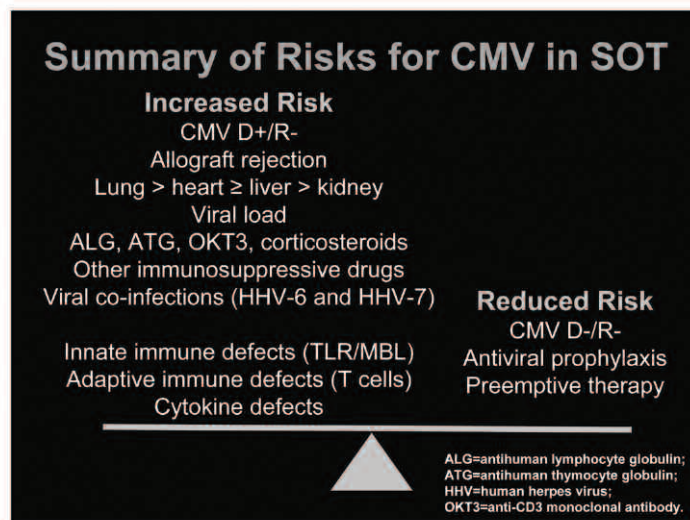 Summary of Risks for CMV in SOT
Increased Risk
CMV D+/R-
Allograft rejection
Lung > heart ≥ liver > kidney
Viral load
ALG, ATG, OKT3, corticosteroids
Other immunosuppressive drugs
Viral co-infections (HHV-6 and HHV-7)
Innate immune defects (TLR/MBL)
Adaptive immune defects (T cells)
Cytokine defects
Reduced Risk
CMV D-/R-
Antiviral prophylaxis
Preemptive therapy
ALG=antihuman lymphocyte globulin;
ATG=antihuman thymocyte globulin;
HHV=human herpes virus;
OKT3=anti-CD3 monoclonal antibody.